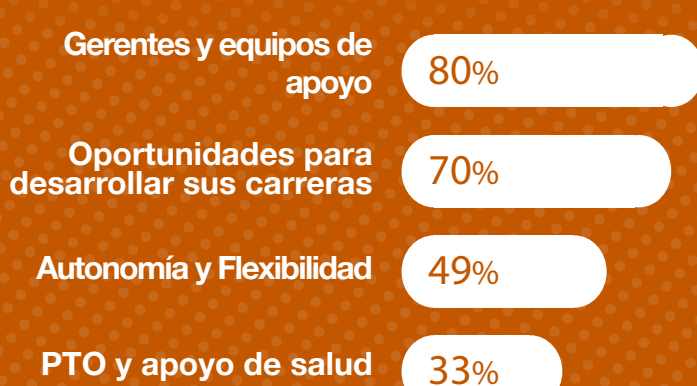 Gerentes y equipos de
apoyo
80%
Oportunidades para
desarrollar sus carreras
70%
Autonomía y Flexibilidad
49%
PTO y apoyo de salud
33%